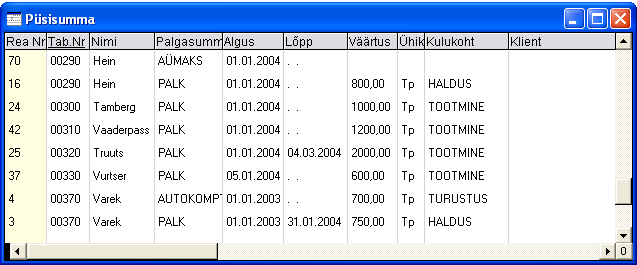 Püsisumma
Rea Nr Tab.Nr Nimi Palgasumm Algus Lõpp Väärtus Ühik Kulukoht Klient
70 00290 Hein AÜMAKS 01.01.2004 . .
16 00290 Hein PALK 01.01.2004 . . 800,00 Tp HALDUS
24 00300 Tamberg PALK 01.01.2004 . . 1000,00 Tp TOOTMINE
42 00310 Vaaderpass PALK 01.01.2004 . . 1200,00 Tp TOOTMINE
25 00320 Truuts PALK 01.01.2004 04.03.2004 2000,00 Tp TOOTMINE
37 00330 Vurtser PALK 05.01.2004 . . 600,00 Tp TOOTMINE
4 00370 Varek AUTOKOMPT 01.01.2003 . . 700,00 Tp TURUSTUS
3 00370 Varek PALK 01.01.2003 31.01.2004 750,00 Tp HALDUS
0